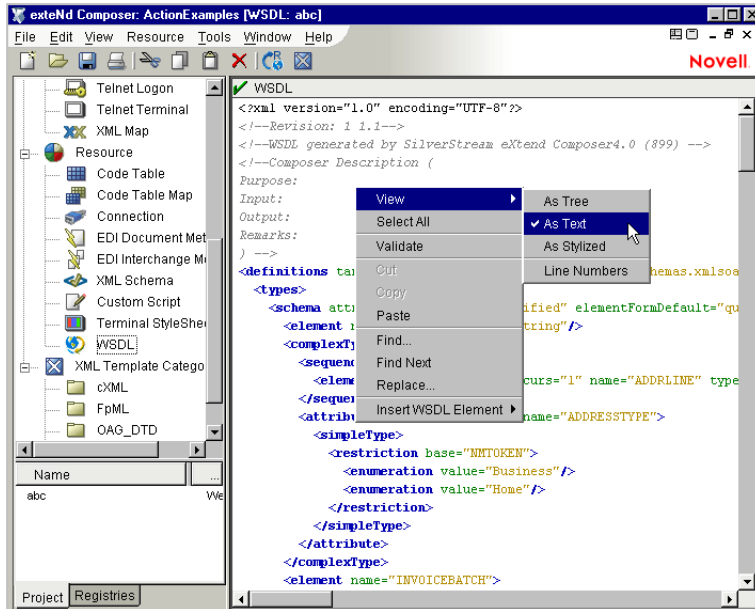 exteNd Composer: ActionExamples [WSDL: abc]
File Edit View Resource Tools Window Help
Novell
Telnet Logon
Telnet Terminal
XML Map
Resource
Code Table
Code Table Map
Connection
EDI Document Met
EDI Interchange Me
XML Schema
Custom Script
Terminal StyleShe
WSDL
XML Template Catego
cXML
FpML
OAG_DTD
Name ...
abc We
Project Registries
WSDL
<?xml version="1.0" encoding="UTF-8"?>
<!--Revision: 1 1.1-->
<!--WSDL generated by SilverStream eXtend Composer4.0 (899) -->
<!--Composer Description (
Purpose:
Input:
Output:
Remarks:
) -->
<definitions ta hemas.xmlsoa
<types>
<schema att ified" elementFormDefault="qu
<element tring"/>
<complexTy
<sequen
<eleme curs="1" name="ADDRLINE" type
</seque
<attrib name="ADDRESSTYPE">
<simpleType>
<restriction base="NMTOKEN">
<enumeration value="Business"/>
<enumeration value="Home"/>
</restriction>
</simpleType>
</attribute>
</complexType>
<element name="INVOICEBATCH">
View
Select All
Validate
Cut
Copy
Paste
Find...
Find Next
Replace...
Insert WSDL Element
As Tree
As Text
As Stylized
Line Numbers